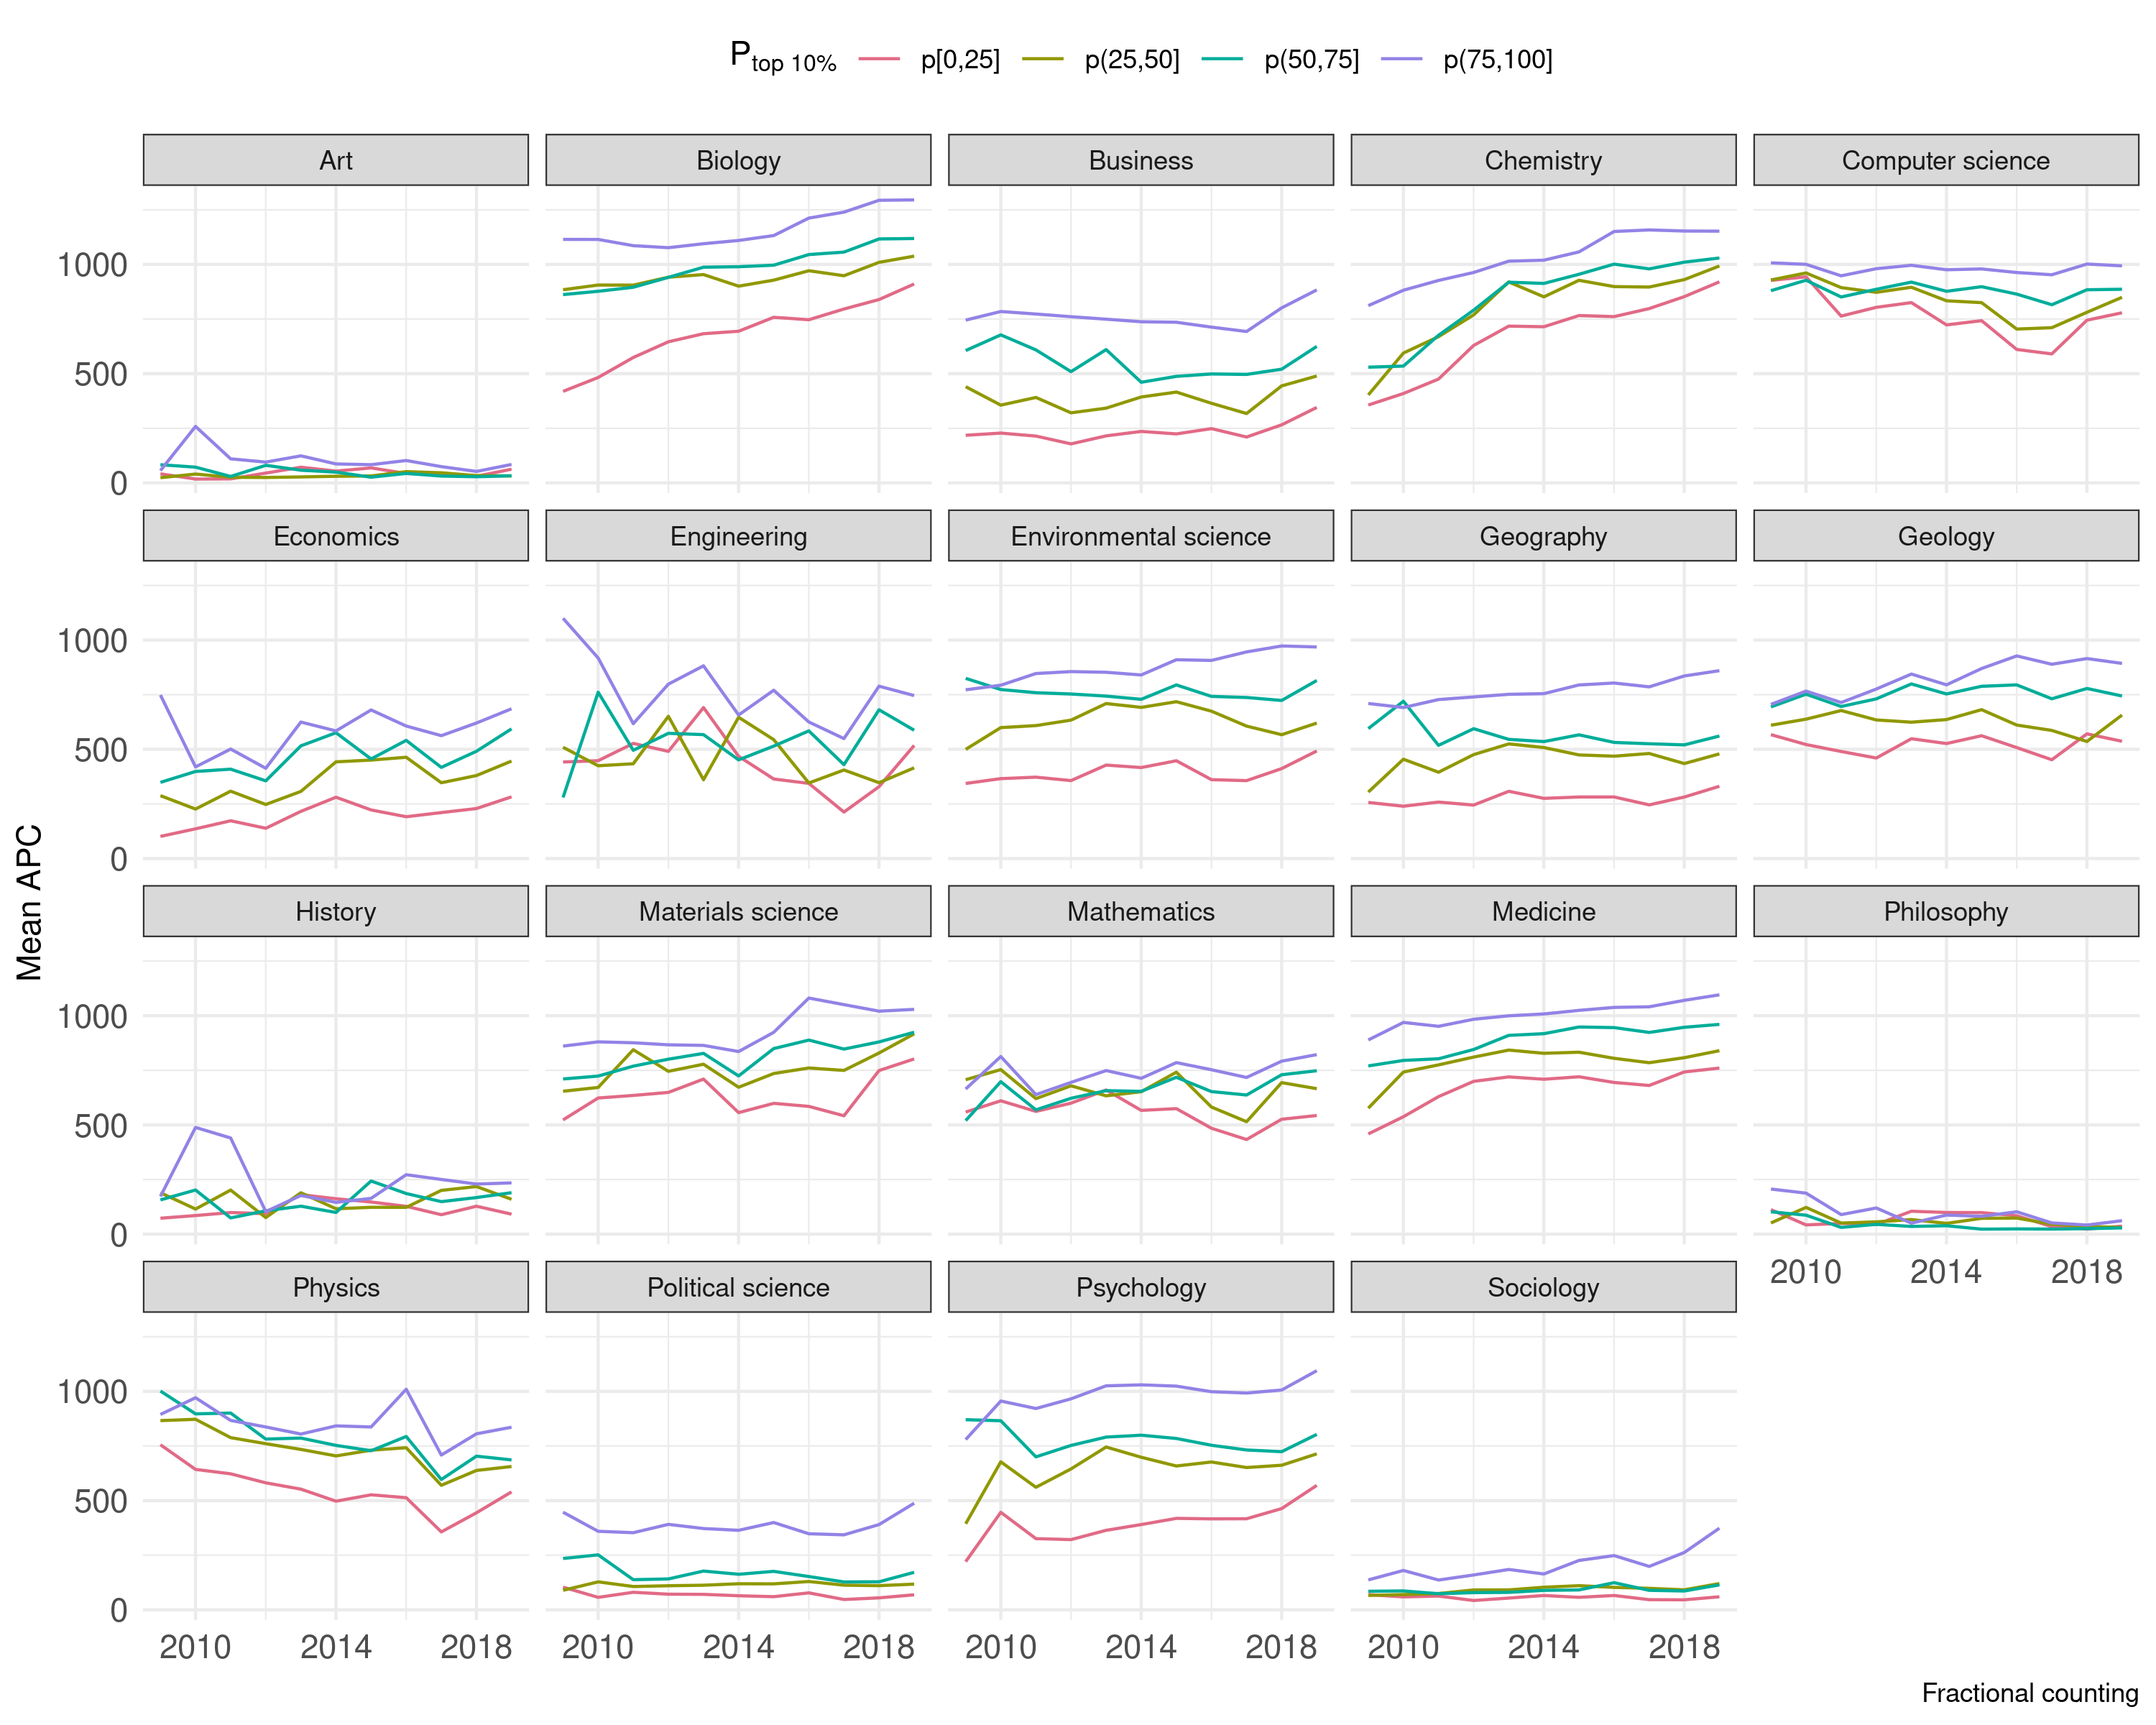 Ptop 10% p[0,25] p(25,50] p(50,75] p(75,100]
Art Biology Business Chemistry Computer science
1000
500
0
Economics Engineering Environmental science Geography Geology
1000
500
0
Mean APC
History Materials science Mathematics Medicine Philosophy
1000
500
0
2010 2014 2018
Physics Political science Psychology Sociology
1000
500
0
2010 2014 2018 2010 2014 2018 2010 2014 2018 2010 2014 2018
Fractional counting